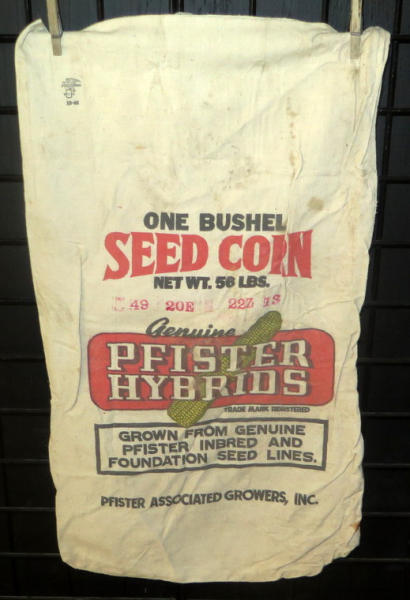 ONE BUSHEL
SEED CORN
NET WT. 56 LBS.
49 20E 22Z
Genuine
PFISTER
HYBRIDS
TRADE MARK REGISTERED
GROWN FROM GENUINE
PFISTER INBRED AND
FOUNDATION SEED LINES.
PFISTER ASSOCIATED GROWERS, INC.